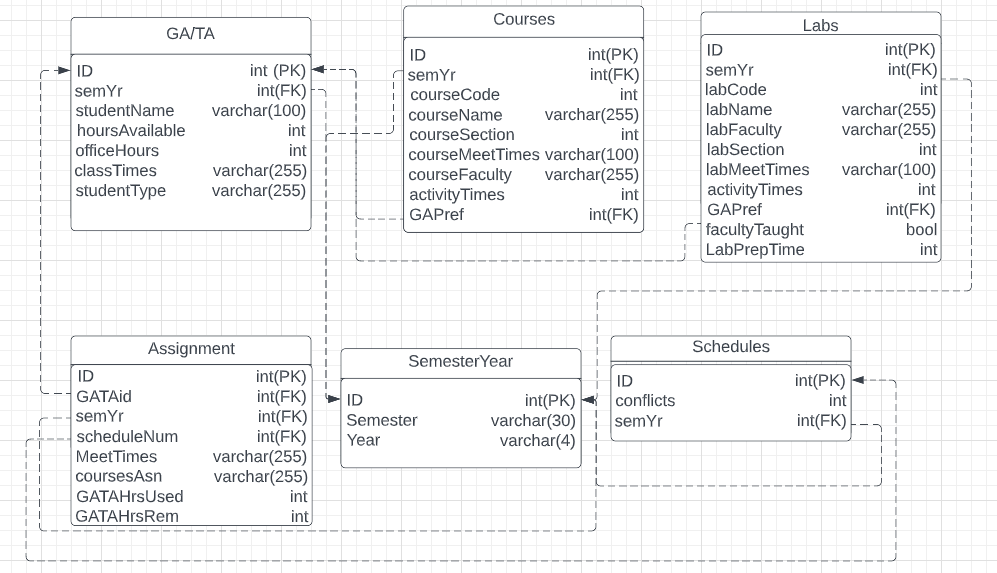 GA/TA
ID int (PK)
semYr int(FK)
studentName varchar(100)
hoursAvailable int
officeHours int
classTimes varchar(255)
studentType varchar(255)
Courses
ID int(PK)
semYr int(FK)
courseCode int
courseName varchar(255)
courseSection int
courseMeetTimes varchar(100)
courseFaculty varchar(255)
activityTimes int
GAPref int(FK)
Labs
ID int(PK)
semYr int(FK)
labCode int
labName varchar(255)
labFaculty varchar(255)
labSection int
labMeetTimes varchar(100)
activityTimes int
GAPref int(FK)
facultyTaught bool
LabPrepTime int
Assignment
ID int(PK)
GATAid int(FK)
semYr int(FK)
scheduleNum int(FK)
MeetTimes varchar(255)
coursesAsn varchar(255)
GATAHrsUsed int
GATAHrsRem int
SemesterYear
ID int(PK)
Semester varchar(30)
Year varchar(4)
Schedules
ID int(PK)
conflicts int
semYr int(FK)